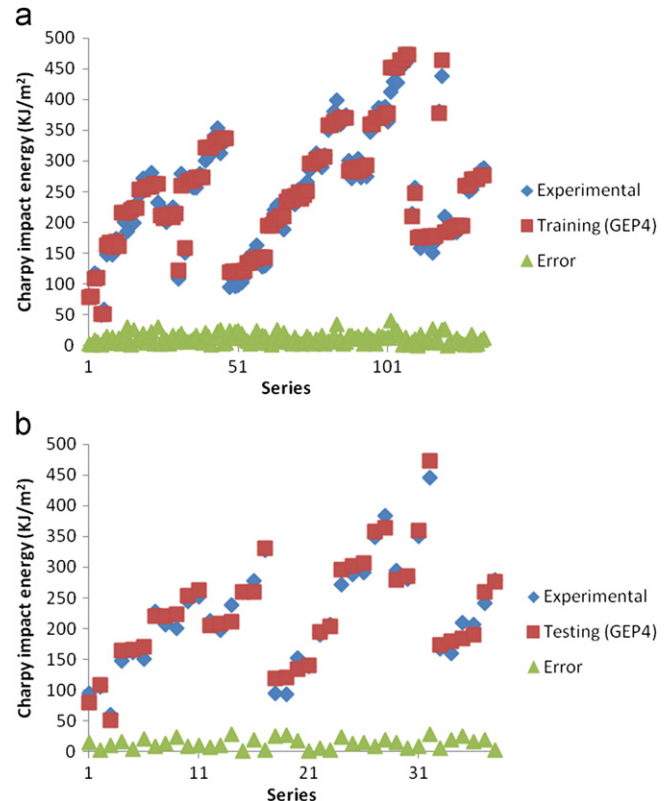 a
Charpy impact energy (KJ/m²)
500
450
400
350
300
250
200
150
100
50
0
1
51
101
Series
Experimental
Training (GEP4)
Error
b
Charpy impact energy (KJ/m²)
500
450
400
350
300
250
200
150
100
50
0
1
11
21
31
Series
Experimental
Testing (GEP4)
Error